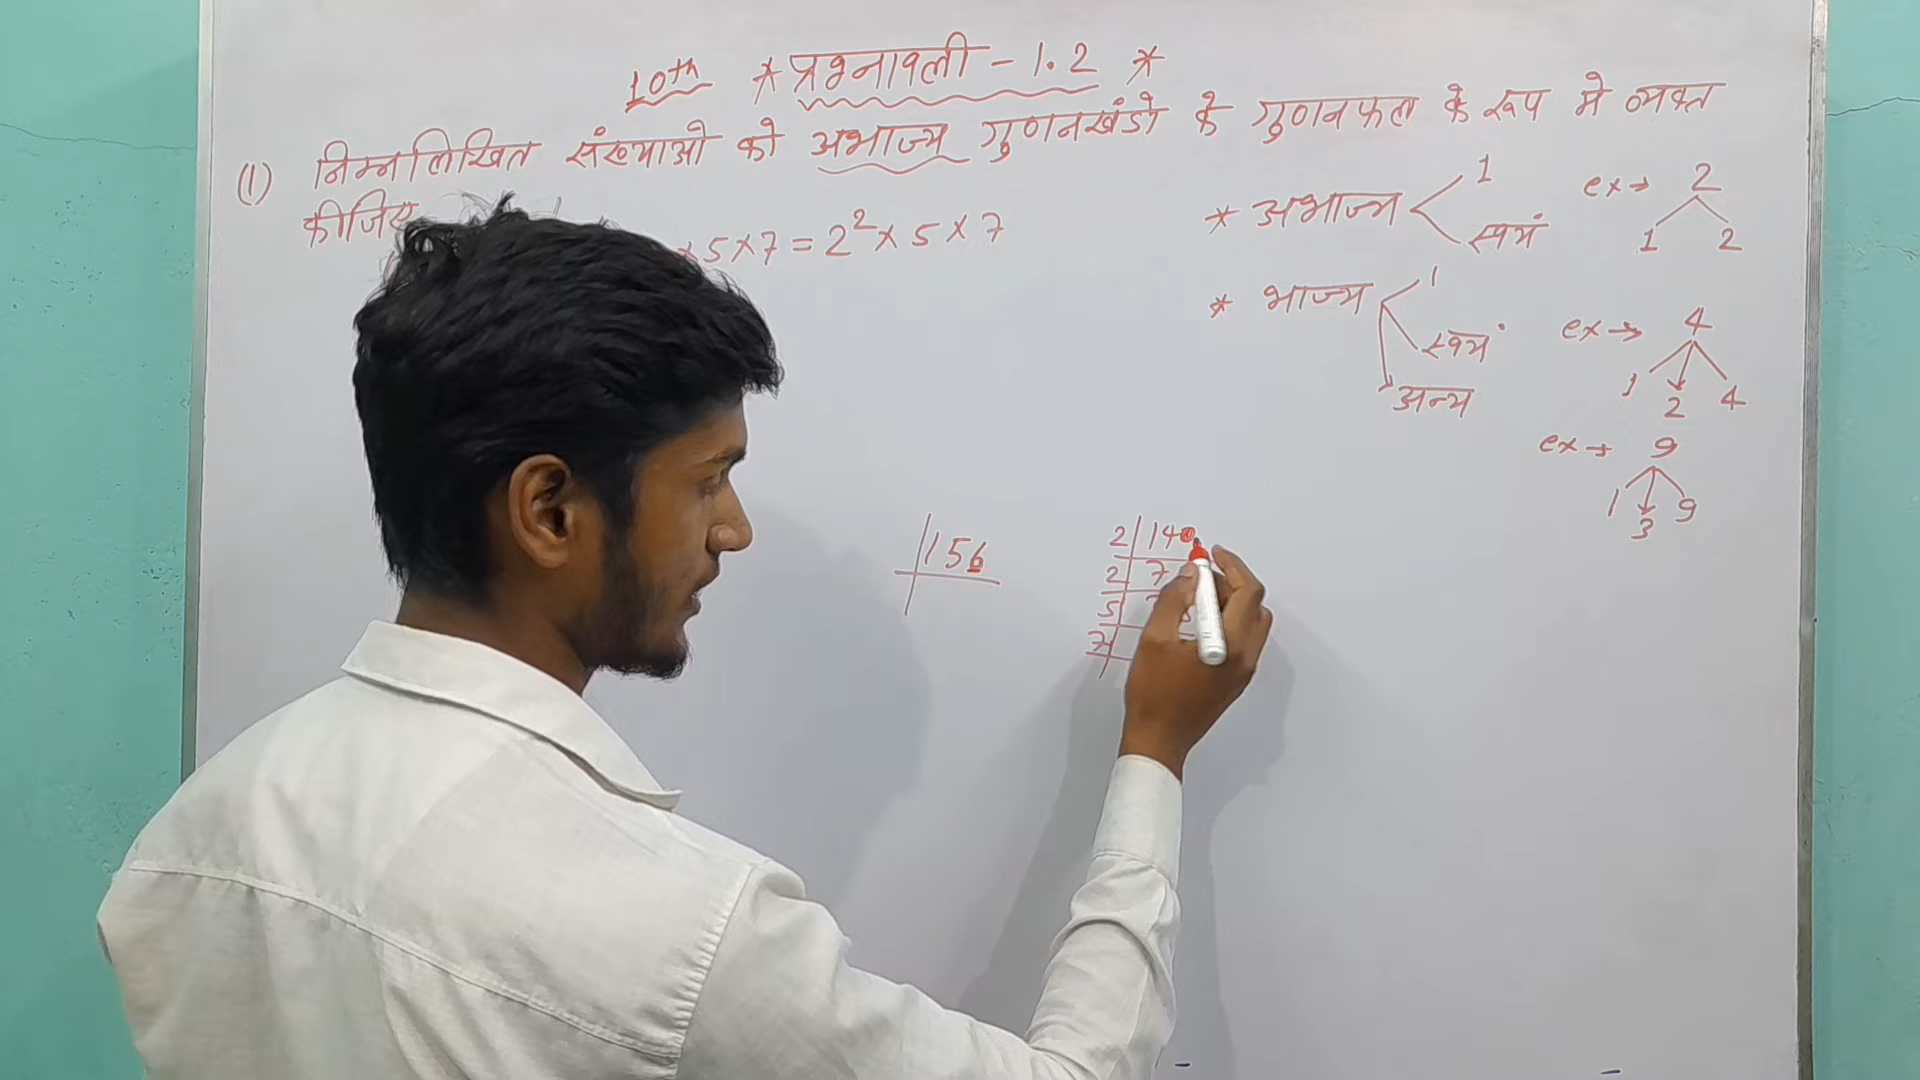 10th * प्रश्नावली - 1.2 *
(1) निम्नलिखित संख्याओ को अभाज्य गुणनखंडो के गुणनफल के रूप मे व्यक्त
कीजिए
×5×7 = 2²× 5 × 7
* अभाज्य 1
स्वयं
ex→ 2
1 2
* भाज्य 1
स्वयं
अन्य
ex→ 4
1 2 4
ex→ 9
1 3 9
156
2 140
2 7
5
7